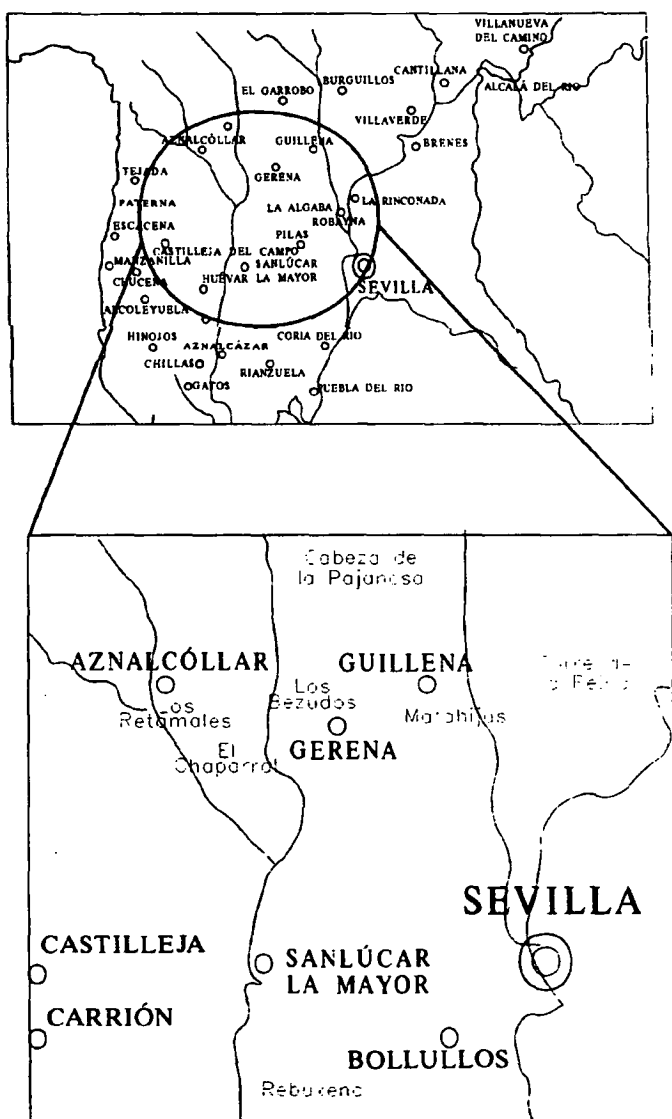 VILLANUEVA
DEL CAMINO
CANTILLANA
BURGUILLOS
ALCALÁ DEL RIO
EL GARROBO
VILLAVERDE
AZNALCÓLLAR
GUILLENA
BRENES
GERENA
TEJADA
PATERNA
LA RINCONADA
LA ALGABA
ROBAYNA
ESCACENA
PILAS
CASTILLEJA DEL CAMPO
MANZANILLA
SANLÚCAR
LA MAYOR
CHUCENA
HUEVAR
SEVILLA
ALCOLEYUELA
HINOJOS
AZNALCÁZAR
CORIA DEL RIO
CHILLAS
RIANZUELA
GATOS
PUEBLA DEL RIO
Cabeza de
la Pajanosa
AZNALCÓLLAR
GUILLENA
Los
Retamales
Los
Bezudos
Matahijas
GERENA
El
Chaparral
SEVILLA
CASTILLEJA
SANLÚCAR
LA MAYOR
CARRIÓN
BOLLULLOS